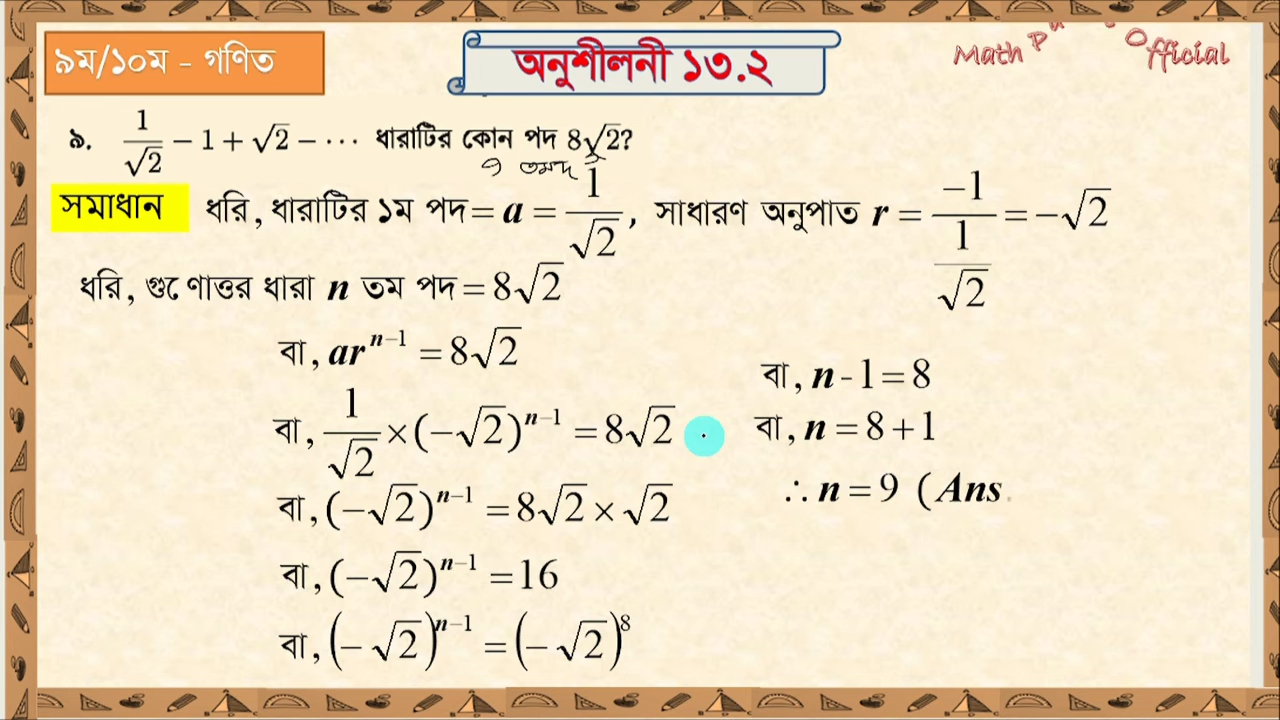 ৯ম/১০ম - গণিত
অনুশীলনী ১৩.২
Math Official
৯. 1/√2 − 1 + √2 − ⋯ ধারাটির কোন পদ 8√2?
৯ তমপদ
সমাধান ধরি, ধারাটির ১ম পদ = a = 1/√2, সাধারণ অনুপাত r = −1/(1/√2) = −√2
ধরি, গুণোত্তর ধারা n তম পদ = 8√2
বা, arⁿ⁻¹ = 8√2
বা, 1/√2 × (−√2)ⁿ⁻¹ = 8√2
বা, (−√2)ⁿ⁻¹ = 8√2 × √2
বা, (−√2)ⁿ⁻¹ = 16
বা, (−√2)ⁿ⁻¹ = (−√2)⁸
বা, n - 1 = 8
বা, n = 8 + 1
∴ n = 9 (Ans